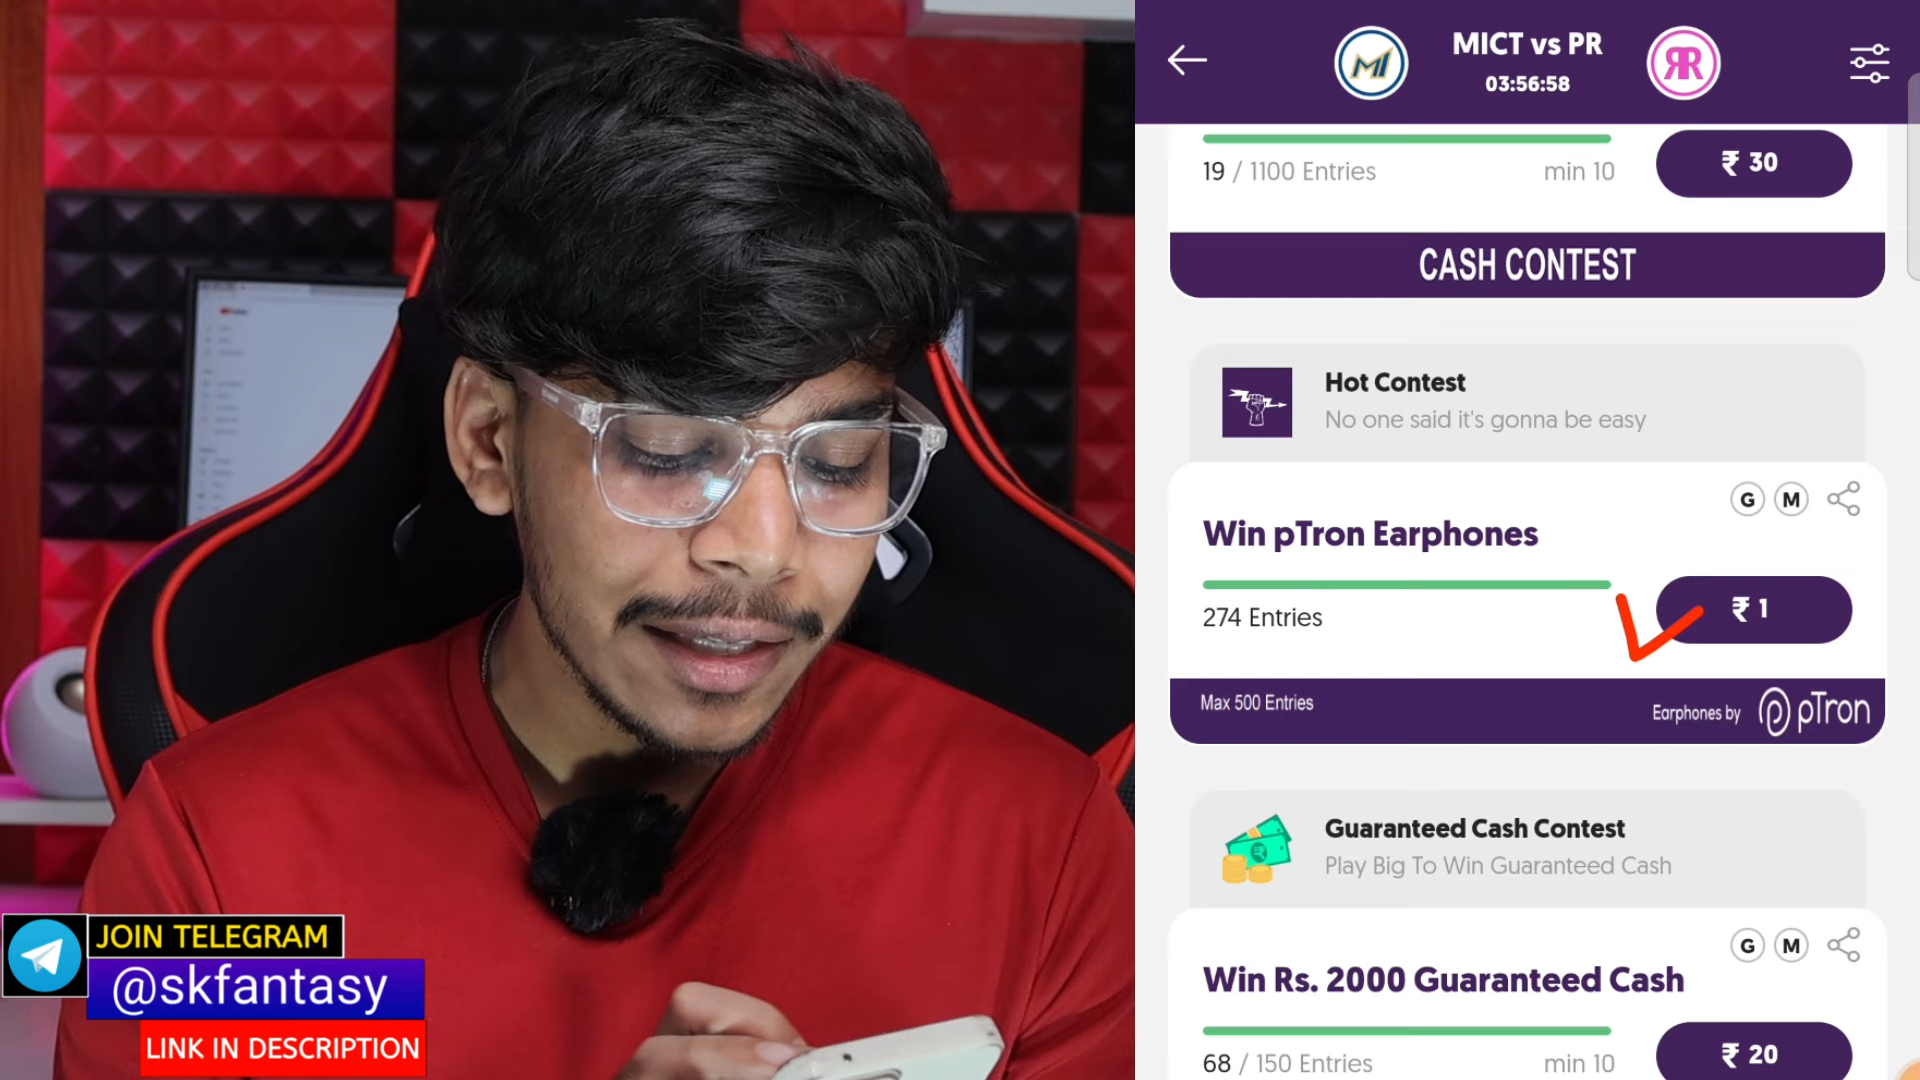 MICT vs PR
03:56:58
19 / 1100 Entries
min 10
₹ 30
CASH CONTEST
Hot Contest
No one said it's gonna be easy
G M
Win pTron Earphones
₹ 1
274 Entries
Max 500 Entries
Earphones by pTron
Guaranteed Cash Contest
Play Big To Win Guaranteed Cash
G M
Win Rs. 2000 Guaranteed Cash
68 / 150 Entries
min 10
₹ 20
JOIN TELEGRAM
@skfantasy
LINK IN DESCRIPTION